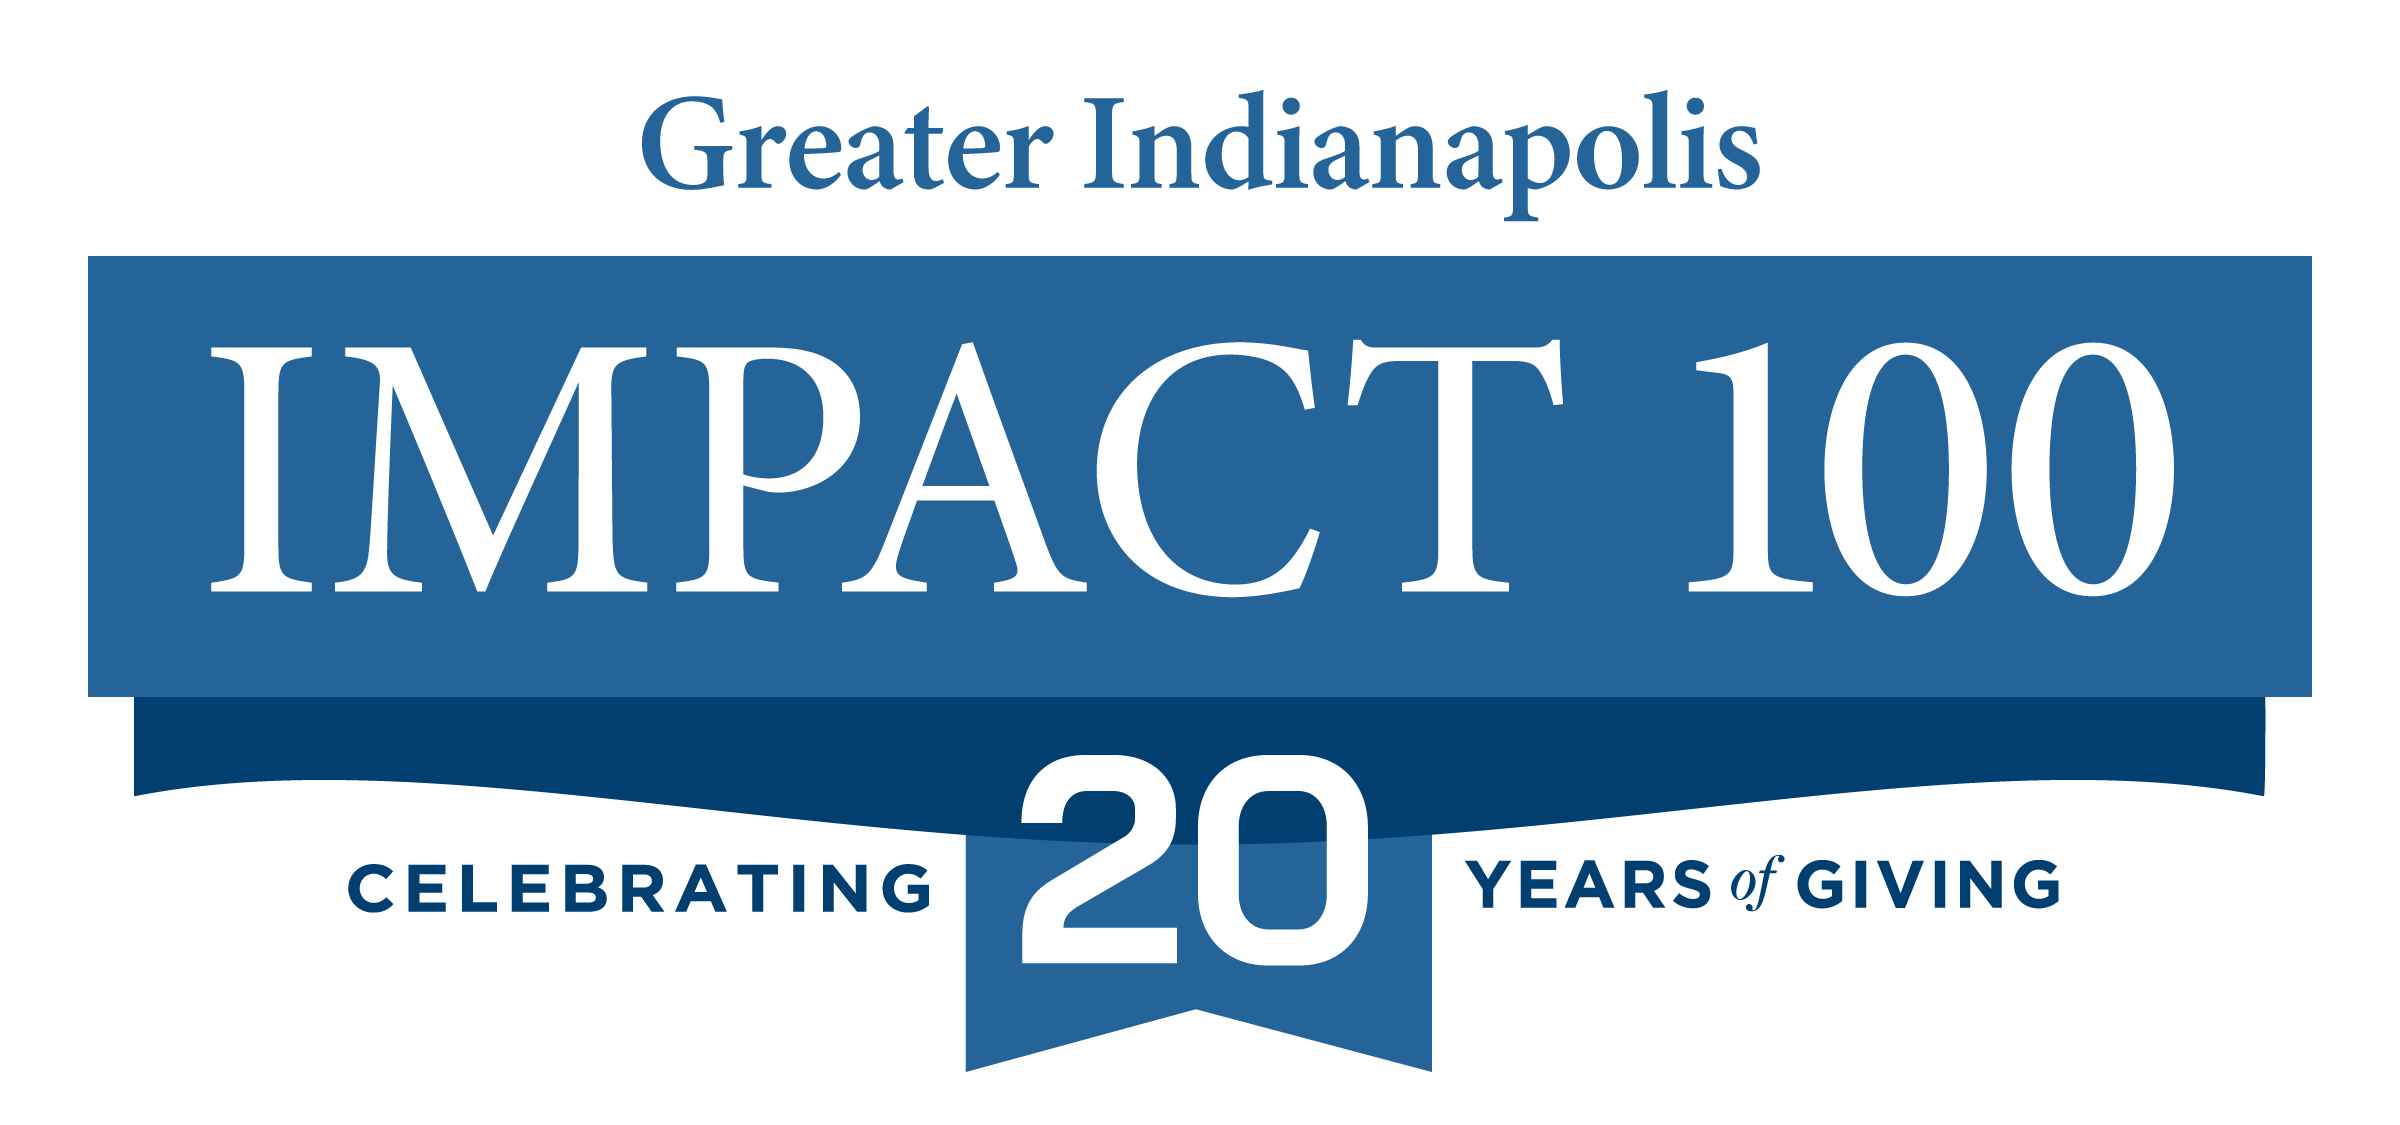 Greater Indianapolis
IMPACT 100
CELEBRATING 20 YEARS of GIVING